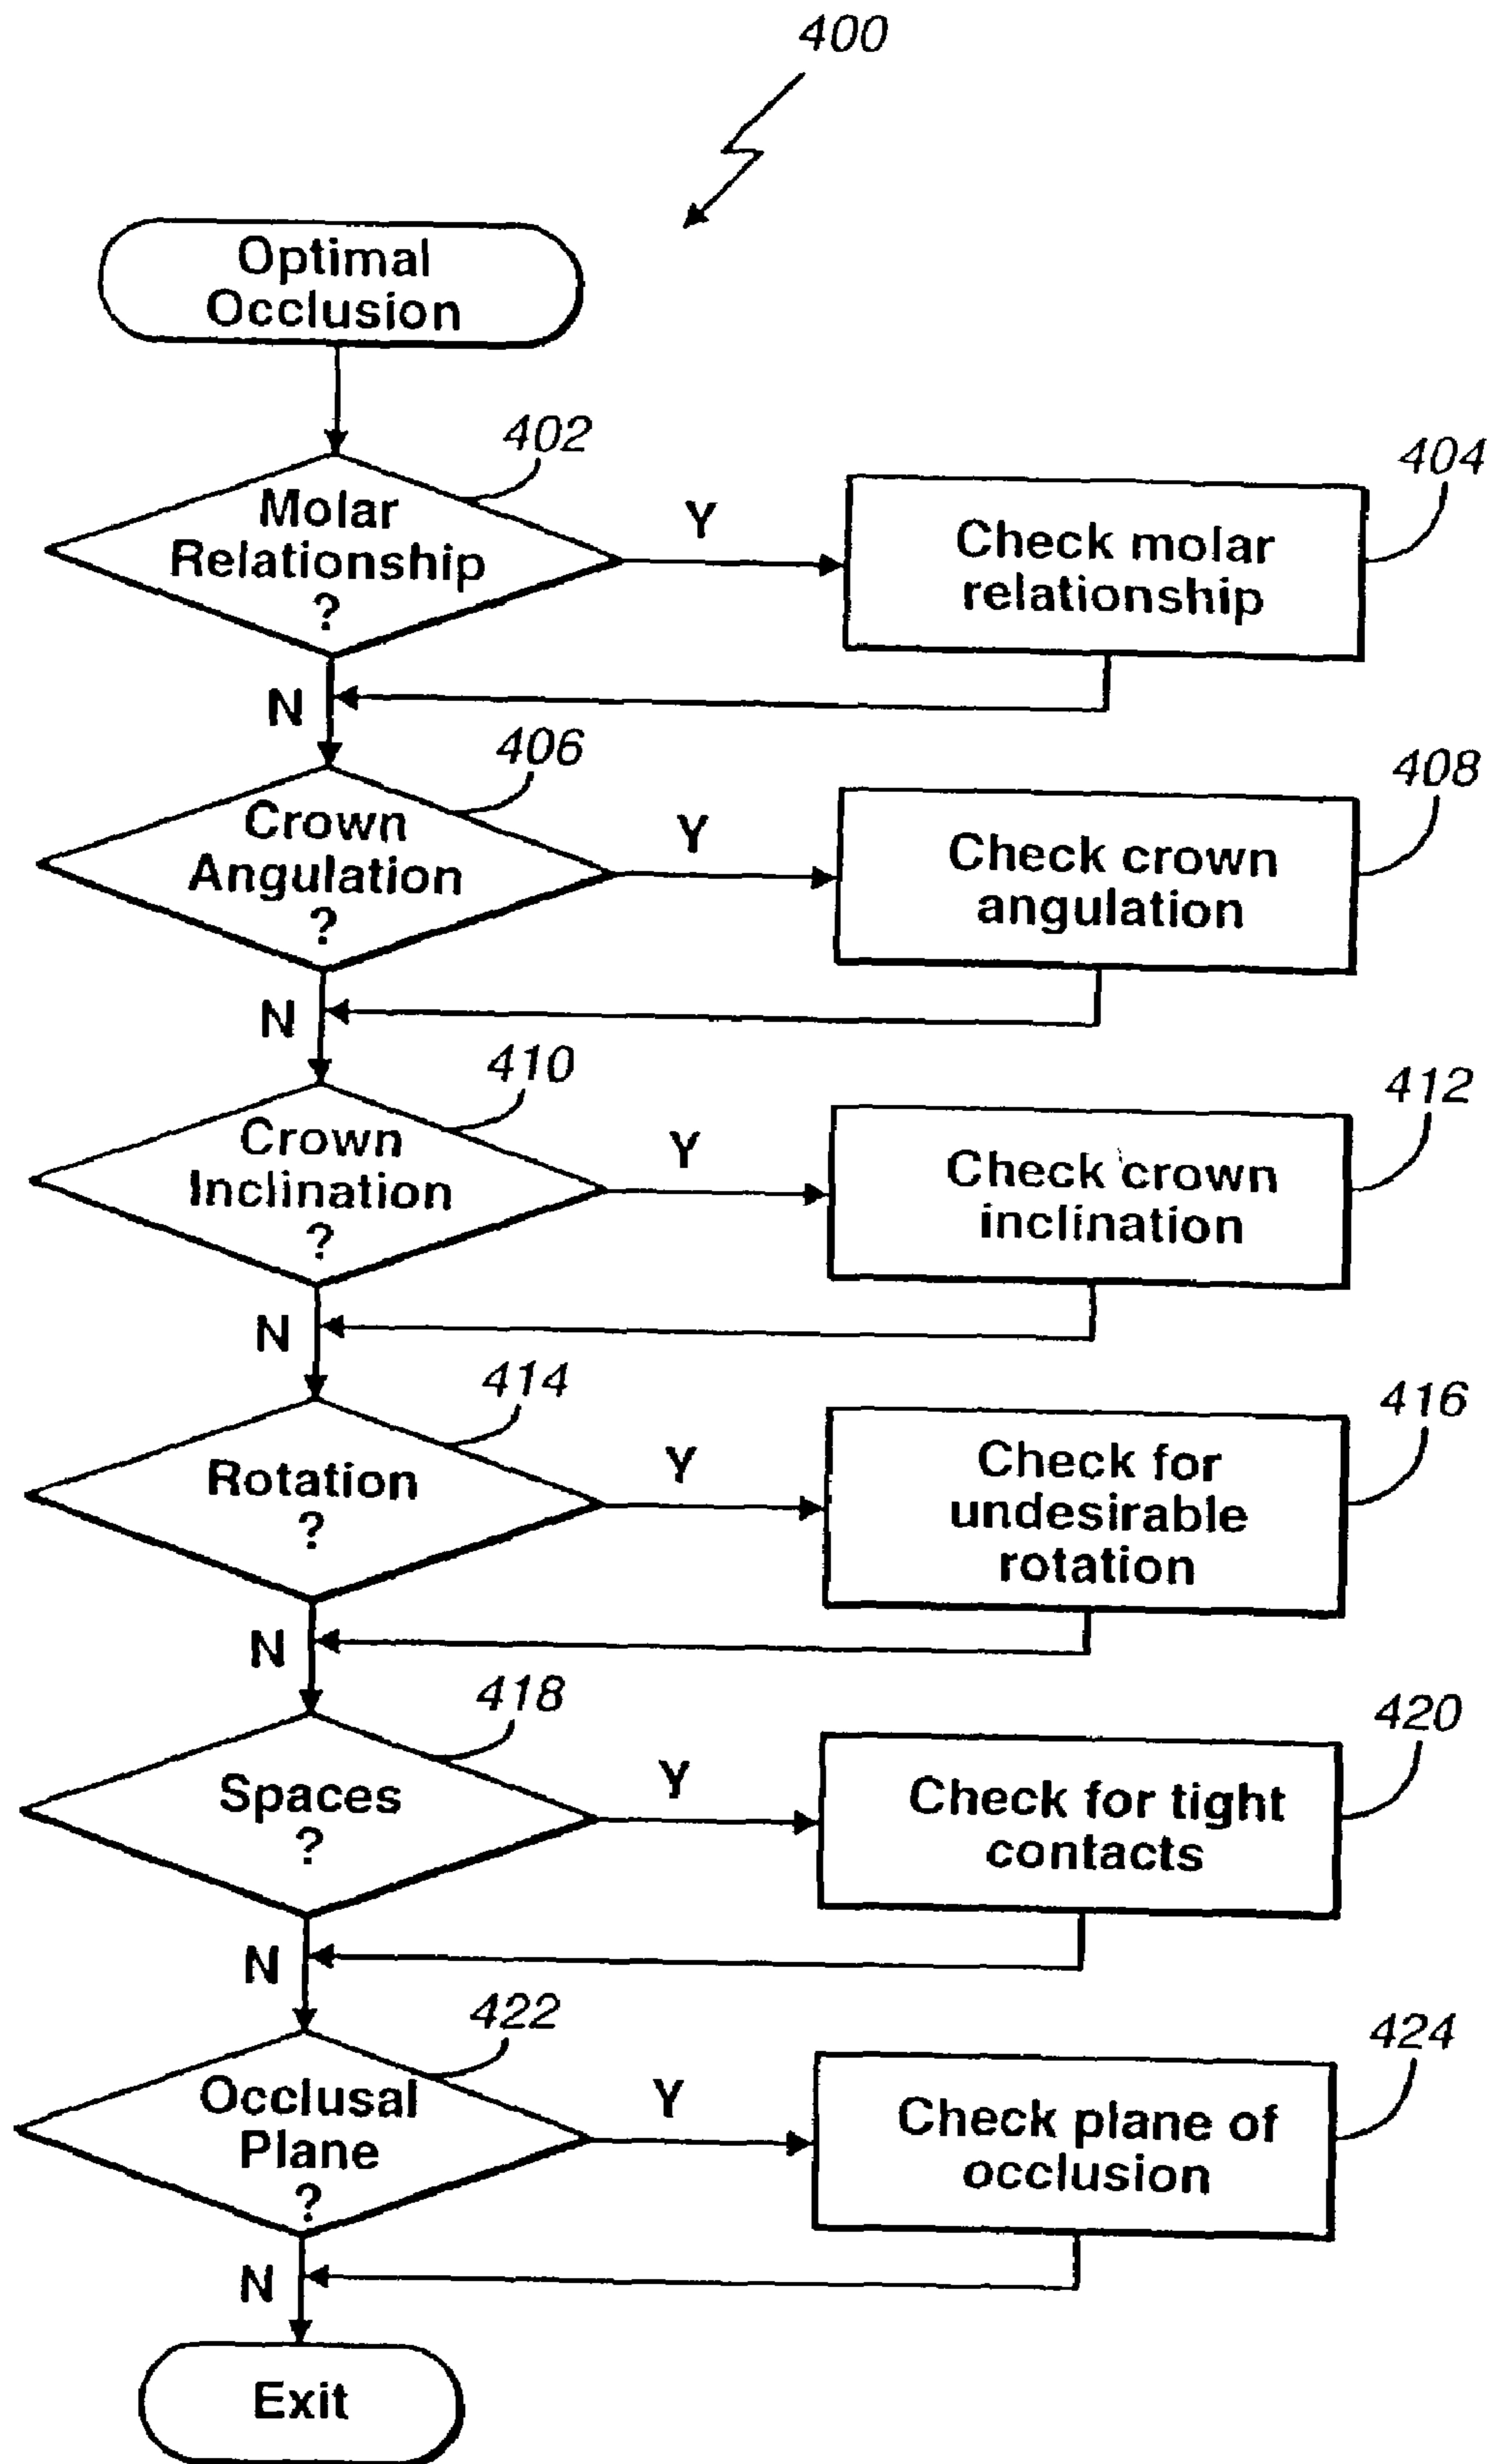 400
Optimal
Occlusion
402
Molar
Relationship
?
Y
404
Check molar
relationship
N
406
Crown
Angulation
?
Y
408
Check crown
angulation
N
410
Crown
Inclination
?
Y
412
Check crown
inclination
N
414
Rotation
?
Y
416
Check for
undesirable
rotation
N
418
Spaces
?
Y
420
Check for tight
contacts
N
422
Occlusal
Plane
?
Y
424
Check plane of
occlusion
N
Exit